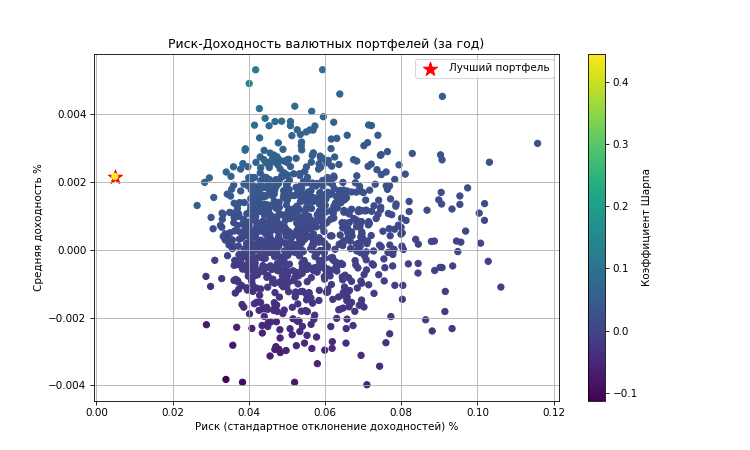 Риск-Доходность валютных портфелей (за год)
Лучший портфель
Средняя доходность %
0.004
0.002
0.000
−0.002
−0.004
0.00 0.02 0.04 0.06 0.08 0.10 0.12
Риск (стандартное отклонение доходностей) %
0.4
0.3
0.2
0.1
0.0
−0.1
Коэффициент Шарпа